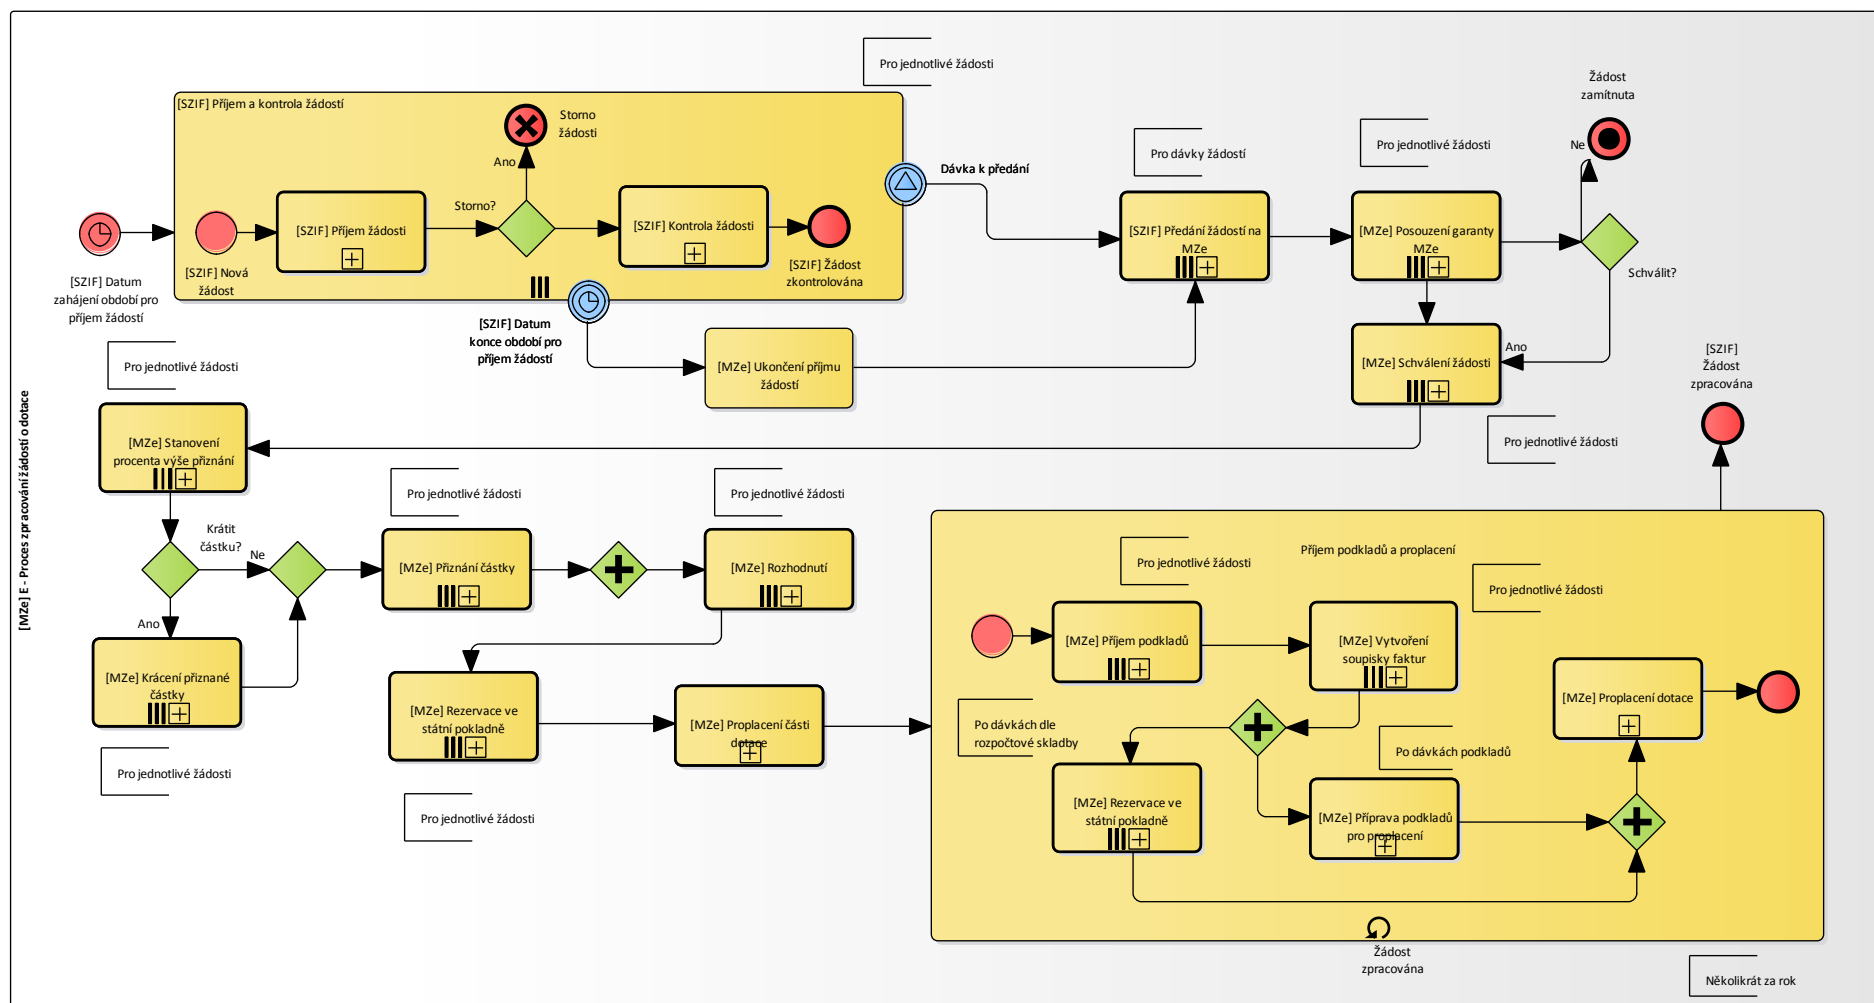 [MZe] E - Proces zpracování žádostí o dotace
Pro jednotlivé žádosti
[SZIF] Příjem a kontrola žádostí
Storno
žádosti
Ano
Storno?
[SZIF] Příjem žádosti
[SZIF] Kontrola žádosti
[SZIF] Nová
žádost
[SZIF] Žádost
zkontrolována
[SZIF] Datum
zahájení období pro
příjem žádostí
[SZIF] Datum
konce období pro
příjem žádostí
Dávka k předání
[MZe] Ukončení příjmu
žádostí
Pro dávky žádostí
[SZIF] Předání žádostí na
MZe
Pro jednotlivé žádosti
[MZe] Posouzení garanty
MZe
Žádost
zamítnuta
Ne
Schválit?
Ano
[MZe] Schválení žádosti
Pro jednotlivé žádosti
[SZIF]
Žádost
zpracována
Pro jednotlivé žádosti
[MZe] Stanovení
procenta výše přiznání
Krátit
částku?
Ne
Ano
[MZe] Krácení přiznané
částky
Pro jednotlivé žádosti
Pro jednotlivé žádosti
[MZe] Přiznání částky
Pro jednotlivé žádosti
[MZe] Rozhodnutí
[MZe] Rezervace ve
státní pokladně
Pro jednotlivé žádosti
[MZe] Proplacení části
dotace
Příjem podkladů a proplacení
Pro jednotlivé žádosti
[MZe] Příjem podkladů
Pro jednotlivé žádosti
[MZe] Vytvoření
soupisky faktur
Po dávkách dle
rozpočtové skladby
[MZe] Rezervace ve
státní pokladně
Po dávkách podkladů
[MZe] Příprava podkladů
pro proplacení
[MZe] Proplacení dotace
Žádost
zpracována
Několikrát za rok